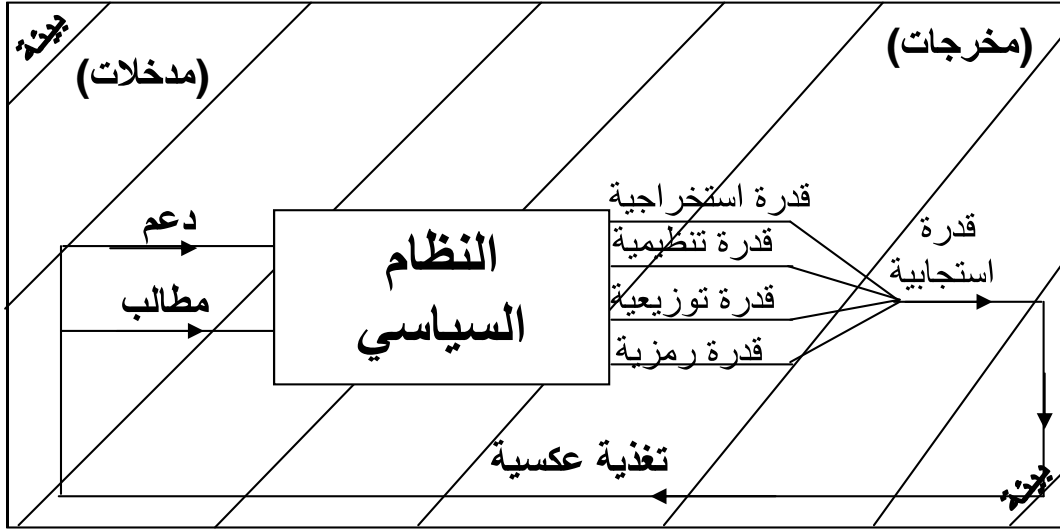 بيئة
(مدخلات)
(مخرجات)
دعم
مطالب
النظام
السياسي
قدرة استخراجية
قدرة تنظيمية
قدرة توزيعية
قدرة رمزية
قدرة
استجابية
تغذية عكسية
بيئة